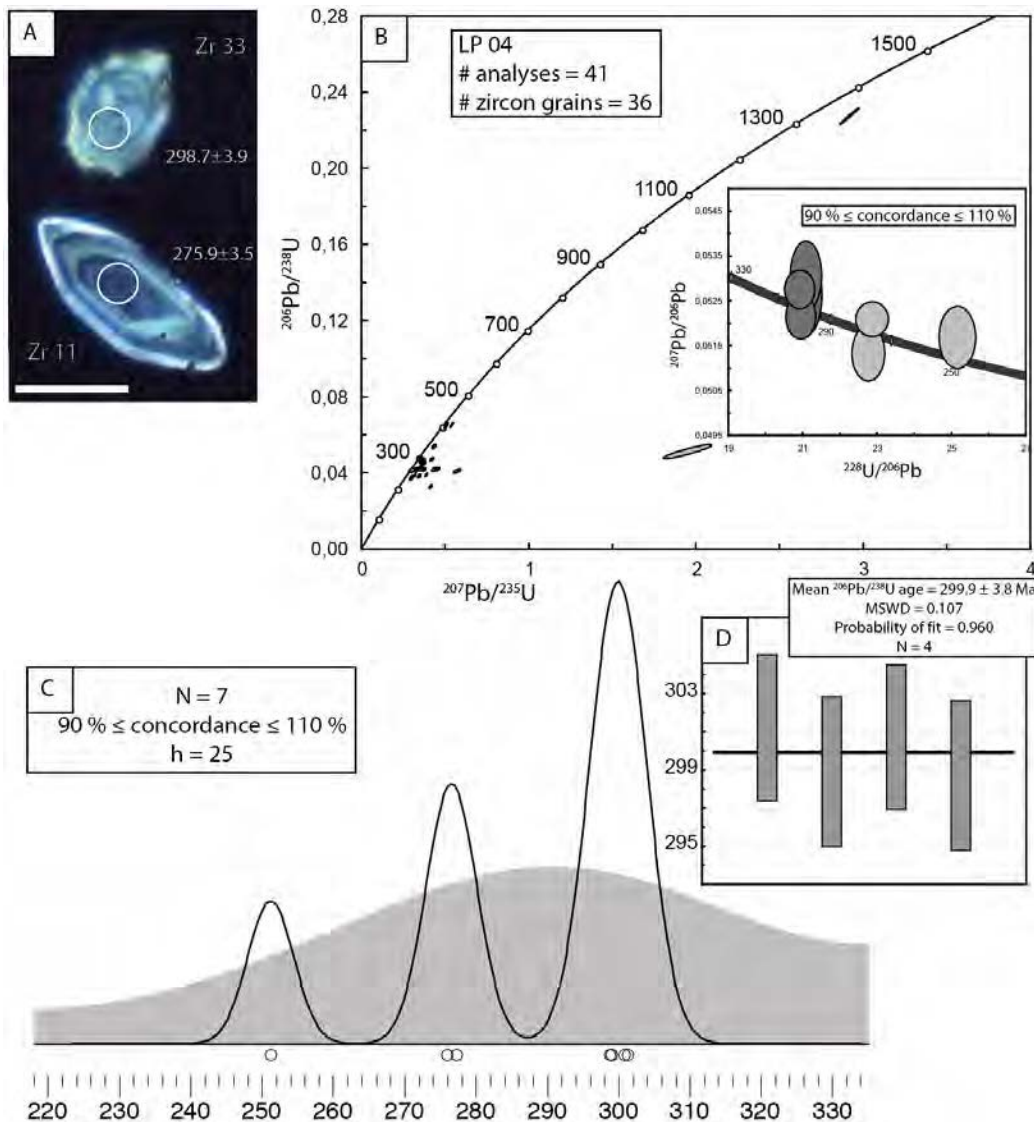 A
Zr 33
298.7±3.9
275.9±3.5
Zr 11
B
LP 04
# analyses = 41
# zircon grains = 36
²⁰⁶Pb/²³⁸U
0,28
0,24
0,20
0,16
0,12
0,08
0,04
0,00
1500
1300
1100
900
700
500
300
0
1
2
3
4
²⁰⁷Pb/²³⁵U
90 % ≤ concordance ≤ 110 %
²⁰⁷Pb/²⁰⁶Pb
0,0545
0,0535
0,0525
0,0515
0,0505
0,0495
330
290
250
19
21
23
25
²²⁸U/²⁰⁶Pb
C
N = 7
90 % ≤ concordance ≤ 110 %
h = 25
D
Mean ²⁰⁶Pb/²³⁸U age = 299,9 ± 3.8 Ma
MSWD = 0.107
Probability of fit = 0.960
N = 4
303
299
295
220 230 240 250 260 270 280 290 300 310 320 330